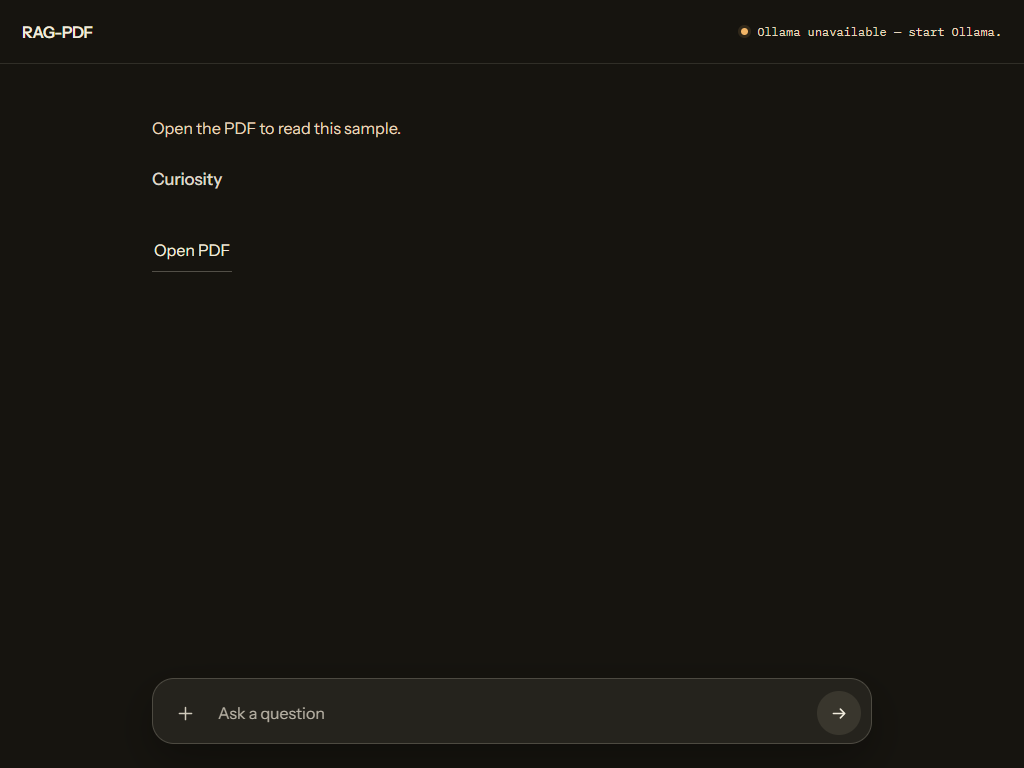 RAG-PDF
Ollama unavailable — start Ollama.
Open the PDF to read this sample.
Curiosity
Open PDF
Ask a question